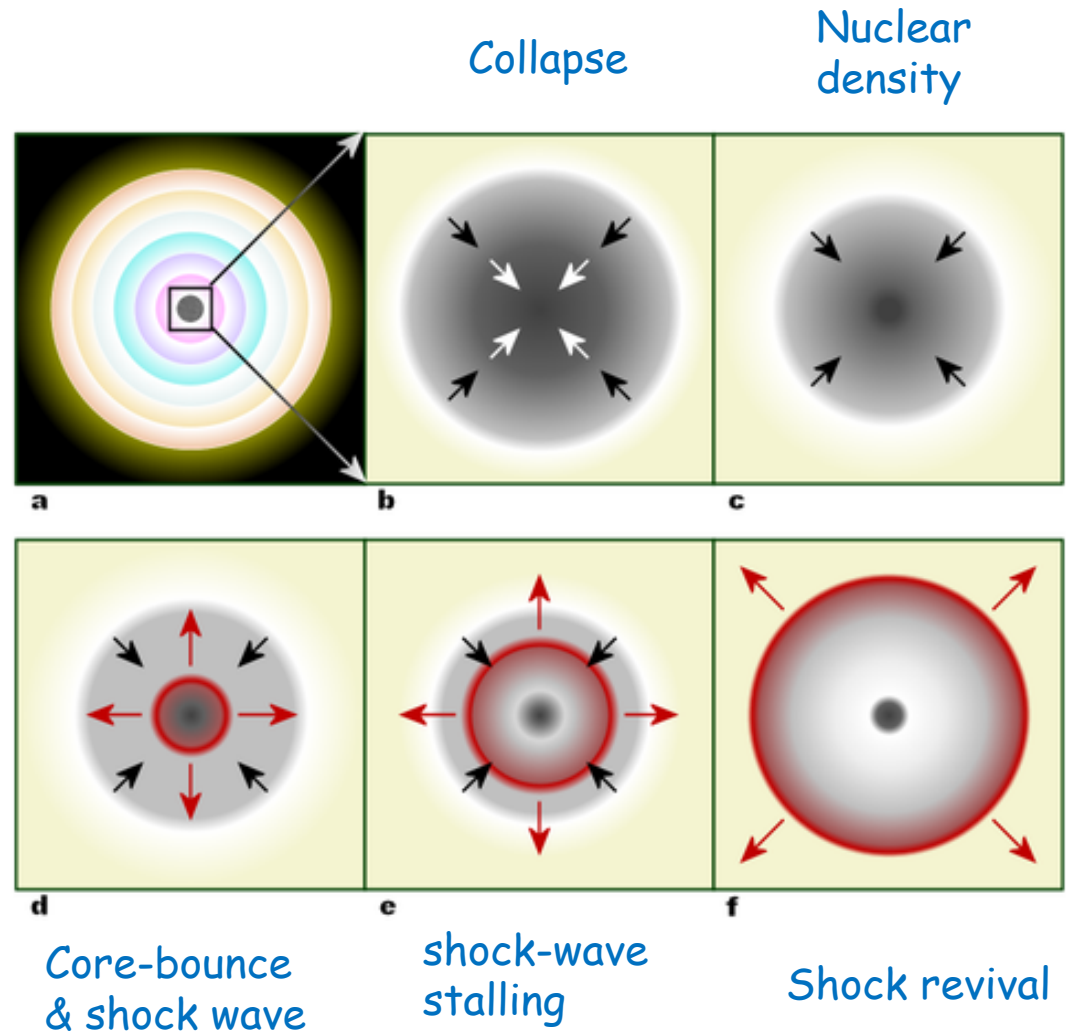 Collapse
Nuclear
density
a
b
c
d
e
f
Core-bounce
& shock wave
shock-wave
stalling
Shock revival